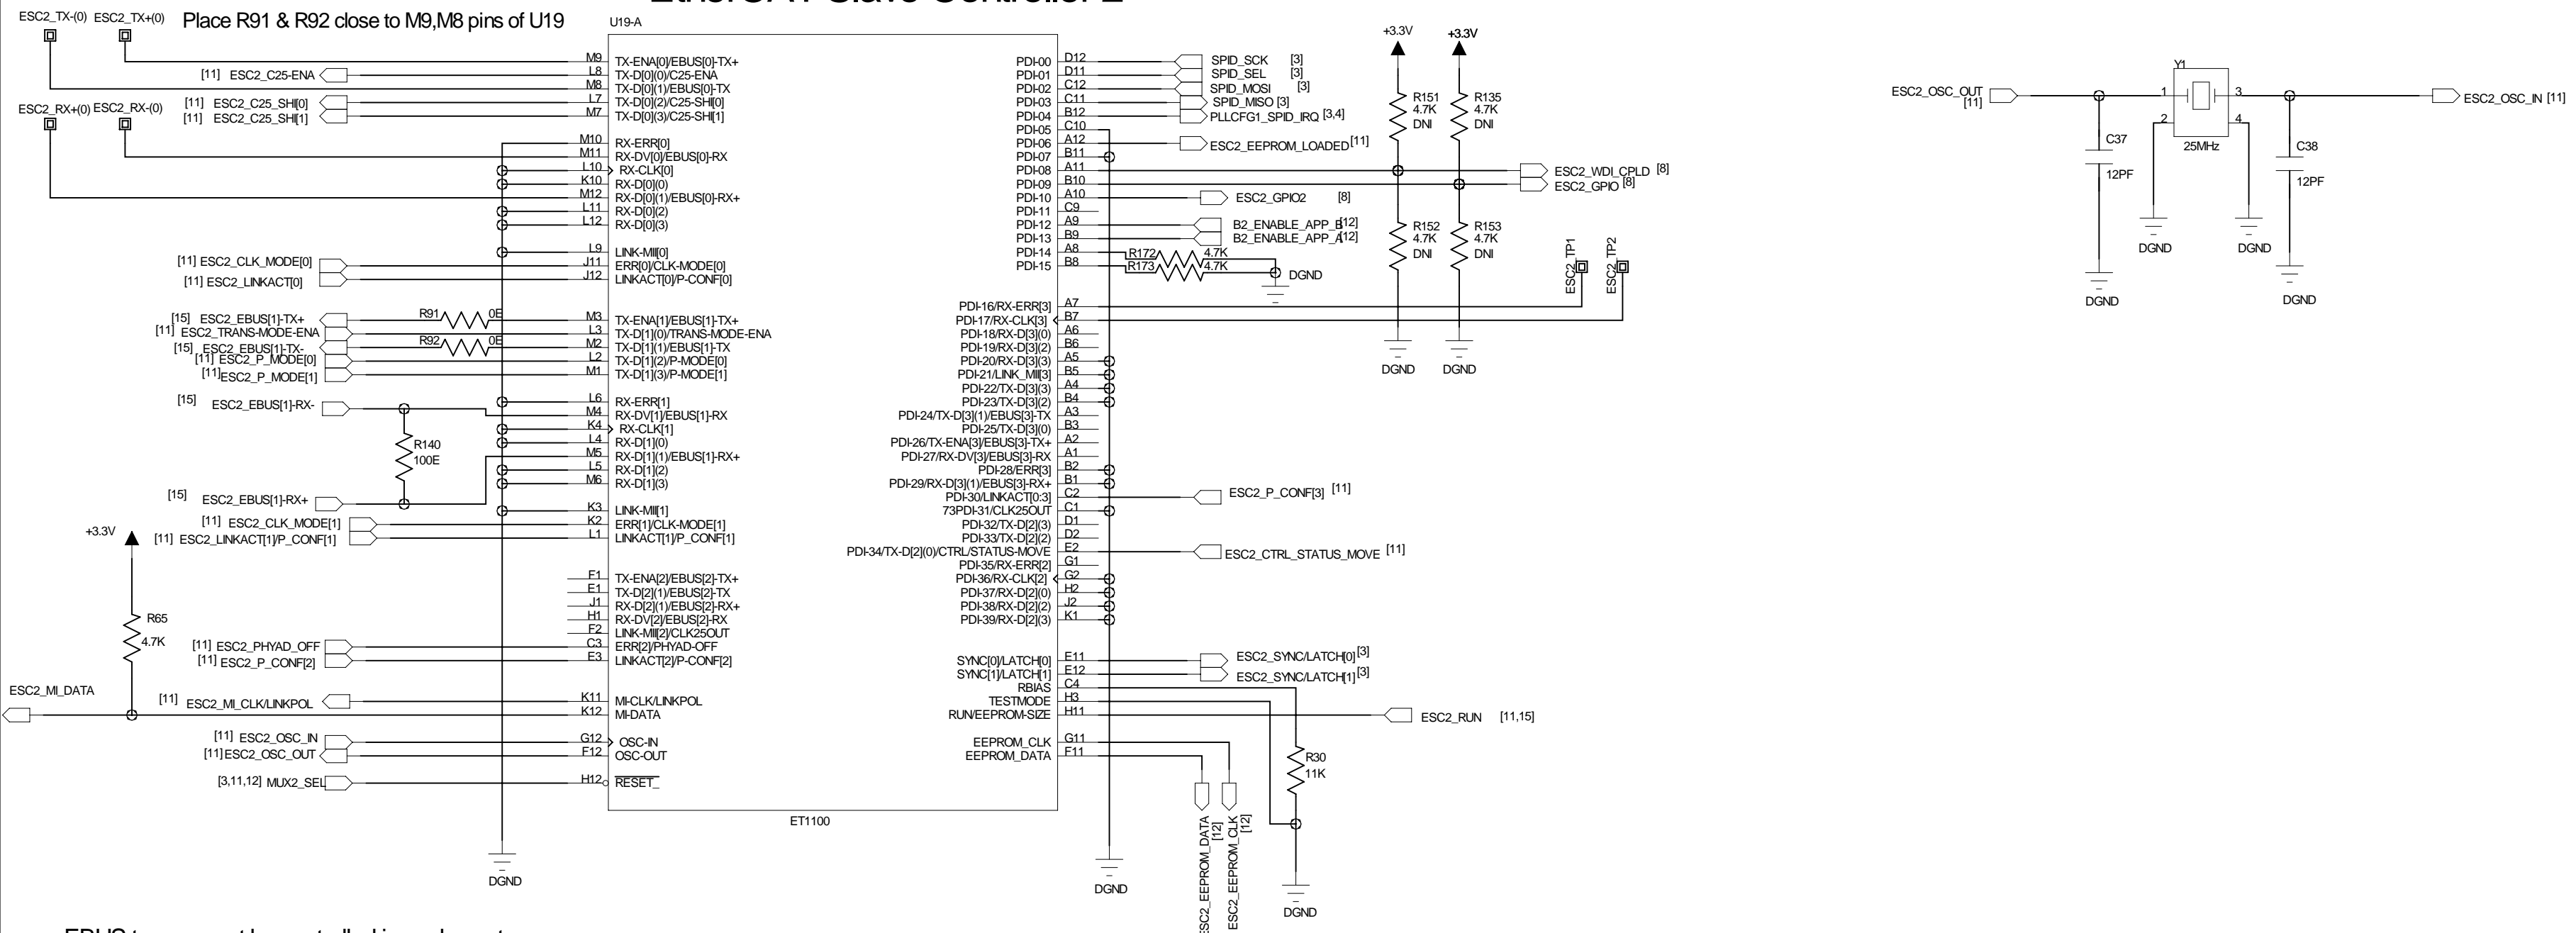 ESC2_TX-(0) ESC2_TX+(0)
Place R91 & R92 close to M9,M8 pins of U19
ESC2_RX+(0) ESC2_RX-(0)
[11] ESC2_C25-ENA
[11] ESC2_C25_SHI[0]
[11] ESC2_C25_SHI[1]
[11] ESC2_CLK_MODE[0]
[11] ESC2_LINKACT[0]
[15] ESC2_EBUS[1]-TX+
R91 0E
[11] ESC2_TRANS-MODE-ENA
[15] ESC2_EBUS[1]-TX-
R92 0E
[11] ESC2_P_MODE[0]
[11] ESC2_P_MODE[1]
[15] ESC2_EBUS[1]-RX-
R140
100E
[15] ESC2_EBUS[1]-RX+
[11] ESC2_CLK_MODE[1]
[11] ESC2_LINKACT[1]/P_CONF[1]
+3.3V
R65
4.7K
[11] ESC2_PHYAD_OFF
[11] ESC2_P_CONF[2]
ESC2_MI_DATA
[11] ESC2_MI_CLK/LINKPOL
[11] ESC2_OSC_IN
[11] ESC2_OSC_OUT
[3,11,12] MUX2_SEL
DGND
U19-A
M9 TX-ENA[0]/EBUS[0]-TX+
L8 TX-D[0](0)/C25-ENA
M8 TX-D[0](1)/EBUS[0]-TX
L7 TX-D[0](2)/C25-SHI[0]
M7 TX-D[0](3)/C25-SHI[1]
M10 RX-ERR[0]
M11 RX-DV[0]/EBUS[0]-RX
L10 RX-CLK[0]
K10 RX-D[0](0)
M12 RX-D[0](1)/EBUS[0]-RX+
L11 RX-D[0](2)
L12 RX-D[0](3)
L9 LINK-MII[0]
J11 ERR[0]/CLK-MODE[0]
J12 LINKACT[0]/P-CONF[0]
M3 TX-ENA[1]/EBUS[1]-TX+
L3 TX-D[1](0)/TRANS-MODE-ENA
M2 TX-D[1](1)/EBUS[1]-TX
L2 TX-D[1](2)/P-MODE[0]
M1 TX-D[1](3)/P-MODE[1]
L6 RX-ERR[1]
M4 RX-DV[1]/EBUS[1]-RX
K4 RX-CLK[1]
L4 RX-D[1](0)
M5 RX-D[1](1)/EBUS[1]-RX+
L5 RX-D[1](2)
M6 RX-D[1](3)
K3 LINK-MII[1]
K2 ERR[1]/CLK-MODE[1]
L1 LINKACT[1]/P_CONF[1]
F1 TX-ENA[2]/EBUS[2]-TX+
E1 TX-D[2](1)/EBUS[2]-TX
J1 RX-D[2](1)/EBUS[2]-RX+
H1 RX-DV[2]/EBUS[2]-RX
F2 LINK-MII[2]/CLK25OUT
C3 ERR[2]/PHYAD-OFF
E3 LINKACT[2]/P-CONF[2]
K11 MI-CLK/LINKPOL
K12 MI-DATA
G12 OSC-IN
F12 OSC-OUT
H12 RESET_
ET1100
PDI-00 D12
PDI-01 D11
PDI-02 C12
PDI-03 C11
PDI-04 B12
PDI-05 C10
PDI-06 A12
PDI-07 B11
PDI-08 A11
PDI-09 B10
PDI-10 A10
PDI-11 C9
PDI-12 A9
PDI-13 B9
PDI-14 A8
PDI-15 B8
PDI-16/RX-ERR[3] A7
PDI-17/RX-CLK[3] B7
PDI-18/RX-D[3](0) A6
PDI-19/RX-D[3](2) B6
PDI-20/RX-D[3](3) A5
PDI-21/LINK_MII[3] B5
PDI-22/TX-D[3](3) A4
PDI-23/TX-D[3](2) B4
PDI-24/TX-D[3](1)/EBUS[3]-TX A3
PDI-25/TX-D[3](0) B3
PDI-26/TX-ENA[3]/EBUS[3]-TX+ A2
PDI-27/RX-DV[3]/EBUS[3]-RX A1
PDI-28/ERR[3] B2
PDI-29/RX-D[3](1)/EBUS[3]-RX+ B1
PDI-30/LINKACT[0:3] C2
73PDI-31/CLK25OUT C1
PDI-32/TX-D[2](3) D1
PDI-33/TX-D[2](2) D2
PDI-34/TX-D[2](0)/CTRL/STATUS-MOVE E2
PDI-35/RX-ERR[2] G1
PDI-36/RX-CLK[2] G2
PDI-37/RX-D[2](0) H2
PDI-38/RX-D[2](2) J2
PDI-39/RX-D[2](3) K1
SYNC[0]/LATCH[0] E11
SYNC[1]/LATCH[1] E12
RBIAS C4
TESTMODE H3
RUN/EEPROM-SIZE H11
EEPROM_CLK G11
EEPROM_DATA F11
SPID_SCK [3]
SPID_SEL [3]
SPID_MOSI [3]
SPID_MISO [3]
PLLCFG1_SPID_IRQ [3,4]
ESC2_EEPROM_LOADED [11]
ESC2_GPIO2 [8]
B2_ENABLE_APP_B [12]
B2_ENABLE_APP_A [12]
R172 4.7K
R173 4.7K
DGND
+3.3V +3.3V
R151
4.7K
DNI
R135
4.7K
DNI
ESC2_WDI_CPLD [8]
ESC2_GPIO [8]
R152
4.7K
DNI
R153
4.7K
DNI
DGND DGND
ESC2_TP1
ESC2_TP2
ESC2_P_CONF[3] [11]
ESC2_CTRL_STATUS_MOVE [11]
ESC2_SYNC/LATCH[0] [3]
ESC2_SYNC/LATCH[1] [3]
ESC2_RUN [11,15]
R30
11K
DGND
DGND
ESC2_EEPROM_DATA
[12]
ESC2_EEPROM_CLK
[12]
ESC2_OSC_OUT
[11]
Y1
1 3
2 4
25MHz
C37
12PF
C38
12PF
ESC2_OSC_IN [11]
DGND DGND
DGND DGND